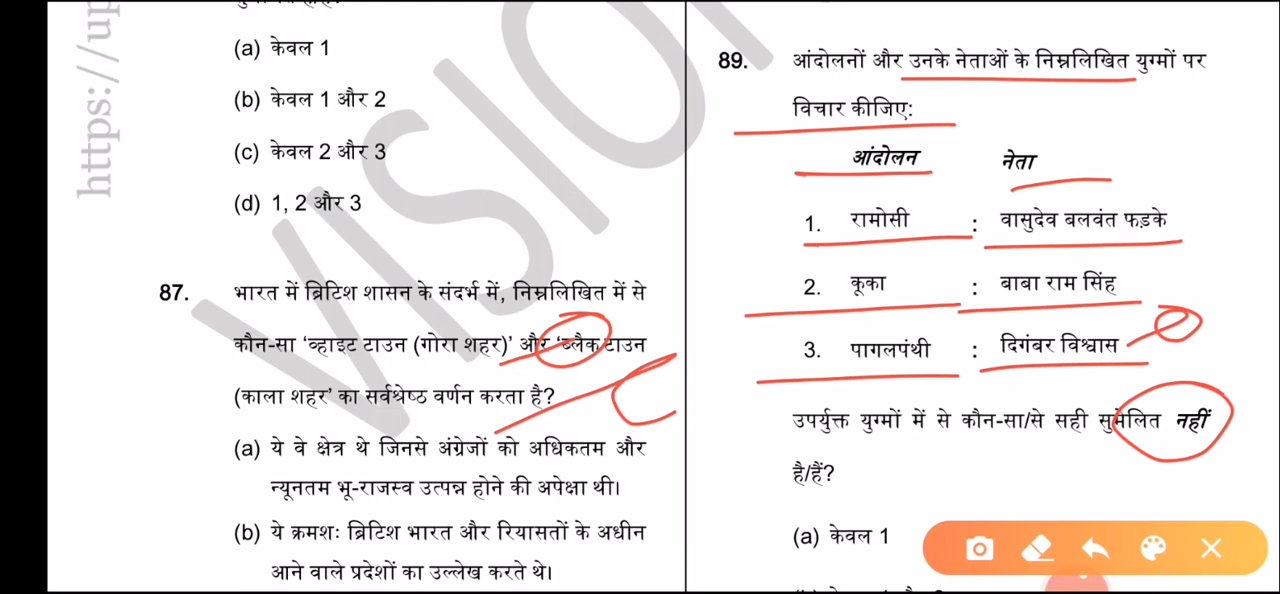 https://up
VISION
(a) केवल 1
(b) केवल 1 और 2
(c) केवल 2 और 3
(d) 1, 2 और 3
87. भारत में ब्रिटिश शासन के संदर्भ में, निम्नलिखित में से
कौन-सा ‘व्हाइट टाउन (गोरा शहर)’ और ‘ब्लैक टाउन
(काला शहर’ का सर्वश्रेष्ठ वर्णन करता है?
(a) ये वे क्षेत्र थे जिनसे अंग्रेजों को अधिकतम और
न्यूनतम भू-राजस्व उत्पन्न होने की अपेक्षा थी।
(b) ये क्रमशः ब्रिटिश भारत और रियासतों के अधीन
आने वाले प्रदेशों का उल्लेख करते थे।
89. आंदोलनों और उनके नेताओं के निम्नलिखित युग्मों पर
विचार कीजिए:
आंदोलन नेता
1. रामोसी : वासुदेव बलवंत फड़के
2. कूका : बाबा राम सिंह
3. पागलपंथी : दिगंबर विश्वास
उपर्युक्त युग्मों में से कौन-सा/से सही सुमेलित नहीं
है/हैं?
(a) केवल 1